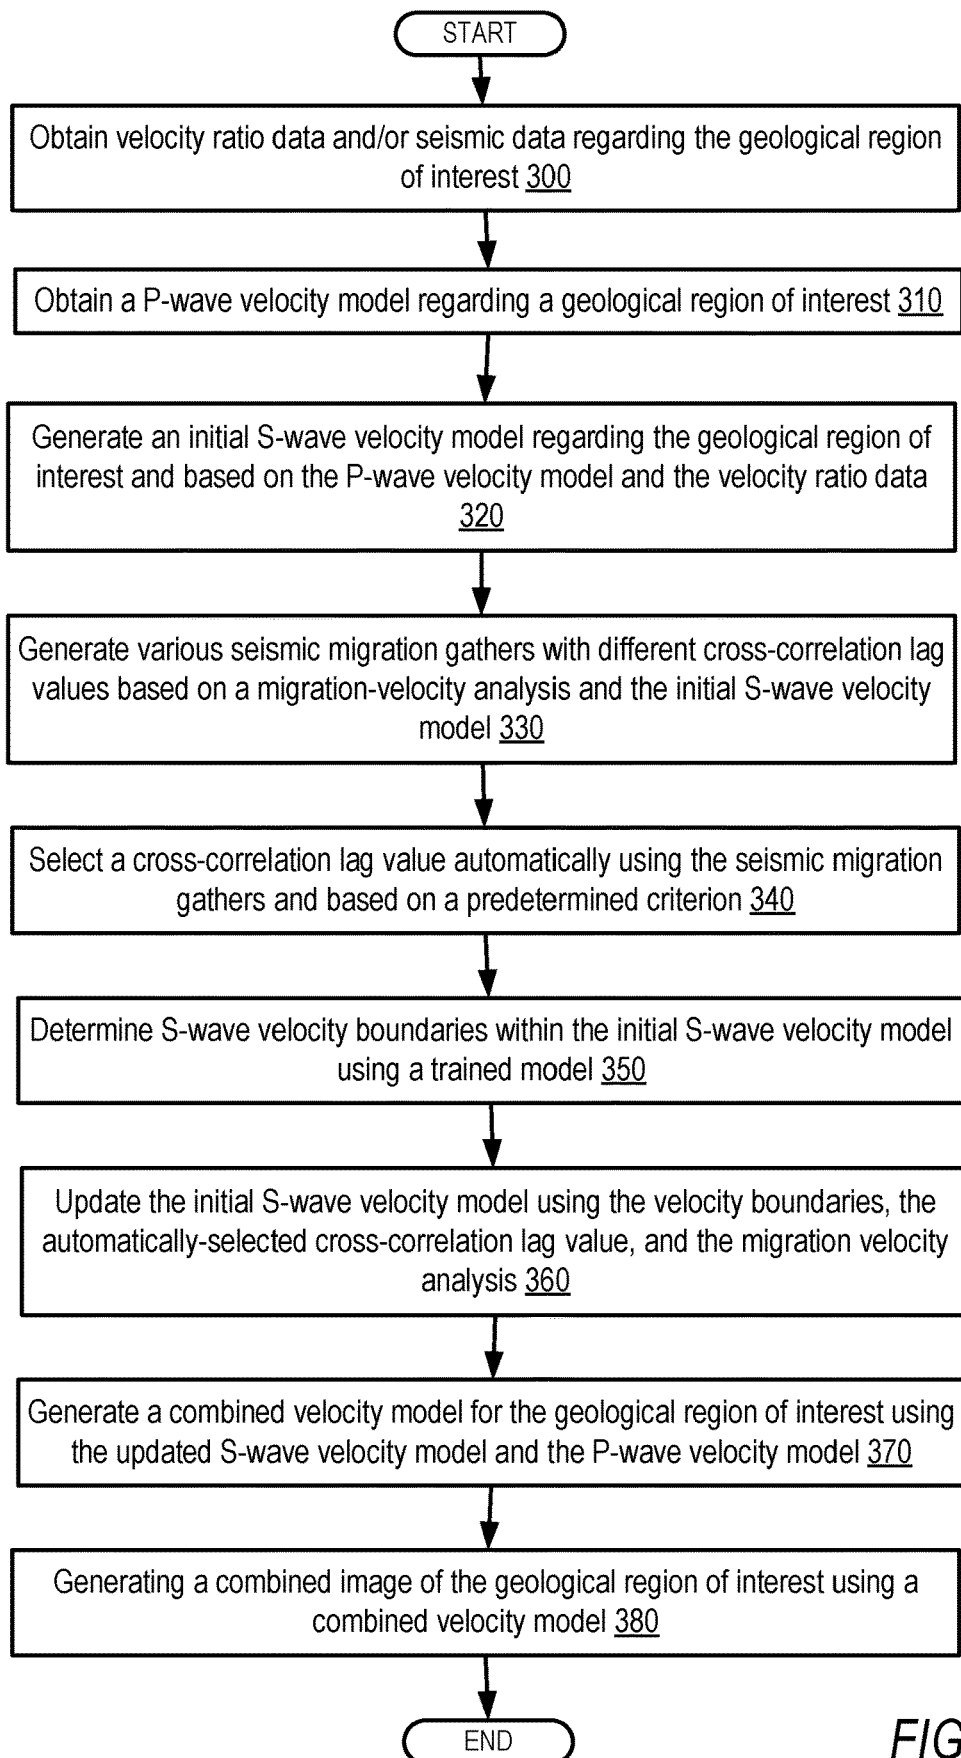 START
Obtain velocity ratio data and/or seismic data regarding the geological region
of interest 300
Obtain a P-wave velocity model regarding a geological region of interest 310
Generate an initial S-wave velocity model regarding the geological region of
interest and based on the P-wave velocity model and the velocity ratio data
320
Generate various seismic migration gathers with different cross-correlation lag
values based on a migration-velocity analysis and the initial S-wave velocity
model 330
Select a cross-correlation lag value automatically using the seismic migration
gathers and based on a predetermined criterion 340
Determine S-wave velocity boundaries within the initial S-wave velocity model
using a trained model 350
Update the initial S-wave velocity model using the velocity boundaries, the
automatically-selected cross-correlation lag value, and the migration velocity
analysis 360
Generate a combined velocity model for the geological region of interest using
the updated S-wave velocity model and the P-wave velocity model 370
Generating a combined image of the geological region of interest using a
combined velocity model 380
END
FIG